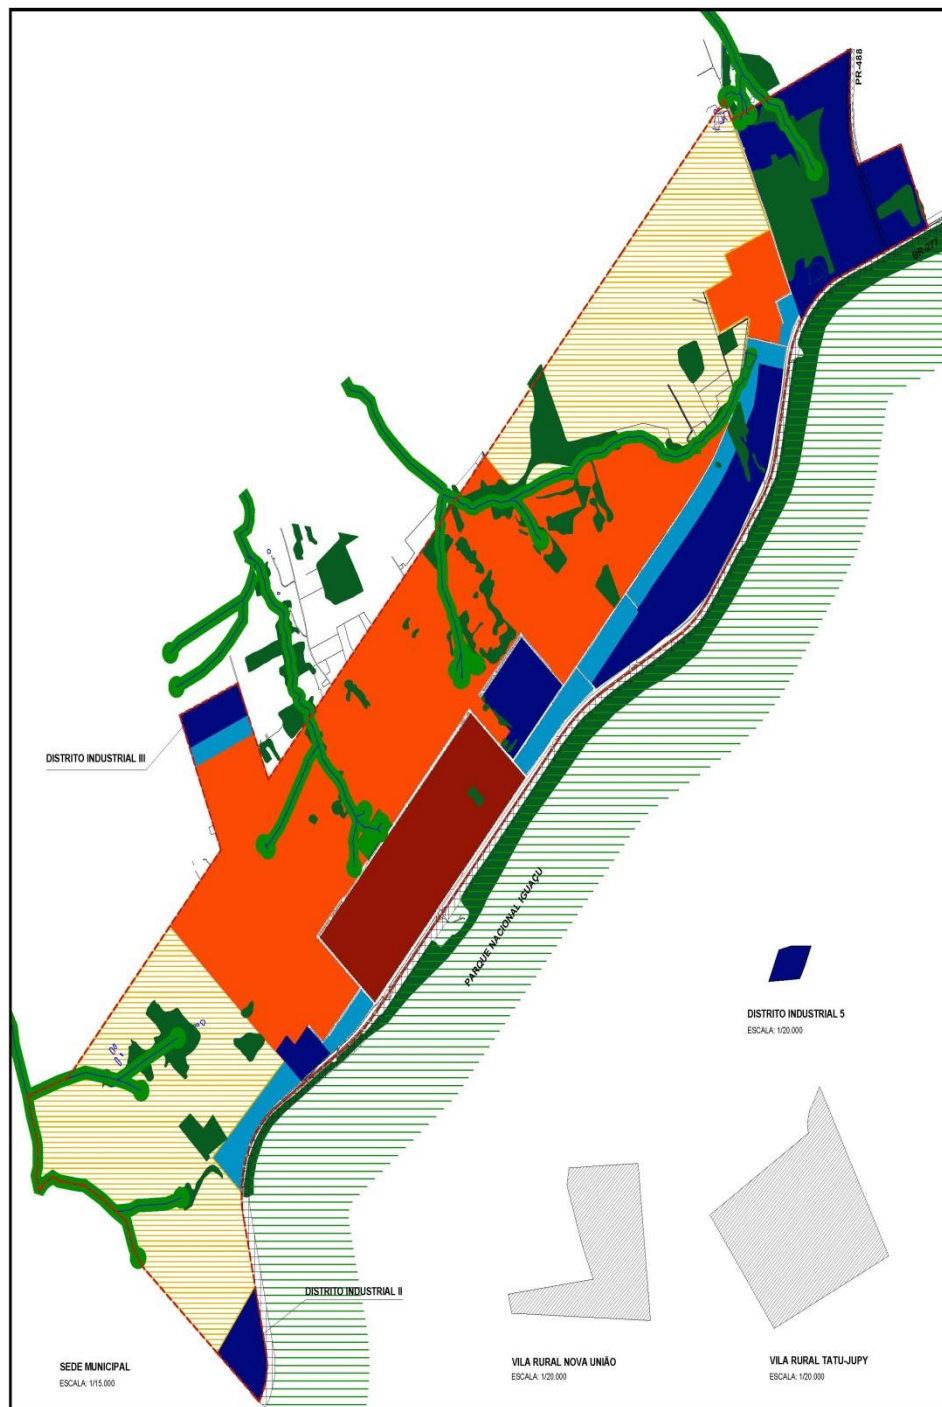 PR-488
BR-277
DISTRITO INDUSTRIAL III
PARQUE NACIONAL IGUAÇU
DISTRITO INDUSTRIAL 5
ESCALA: 1/20.000
DISTRITO INDUSTRIAL II
SEDE MUNICIPAL
ESCALA: 1/15.000
VILA RURAL NOVA UNIÃO
ESCALA: 1/20.000
VILA RURAL TATU-JUPY
ESCALA: 1/20.000